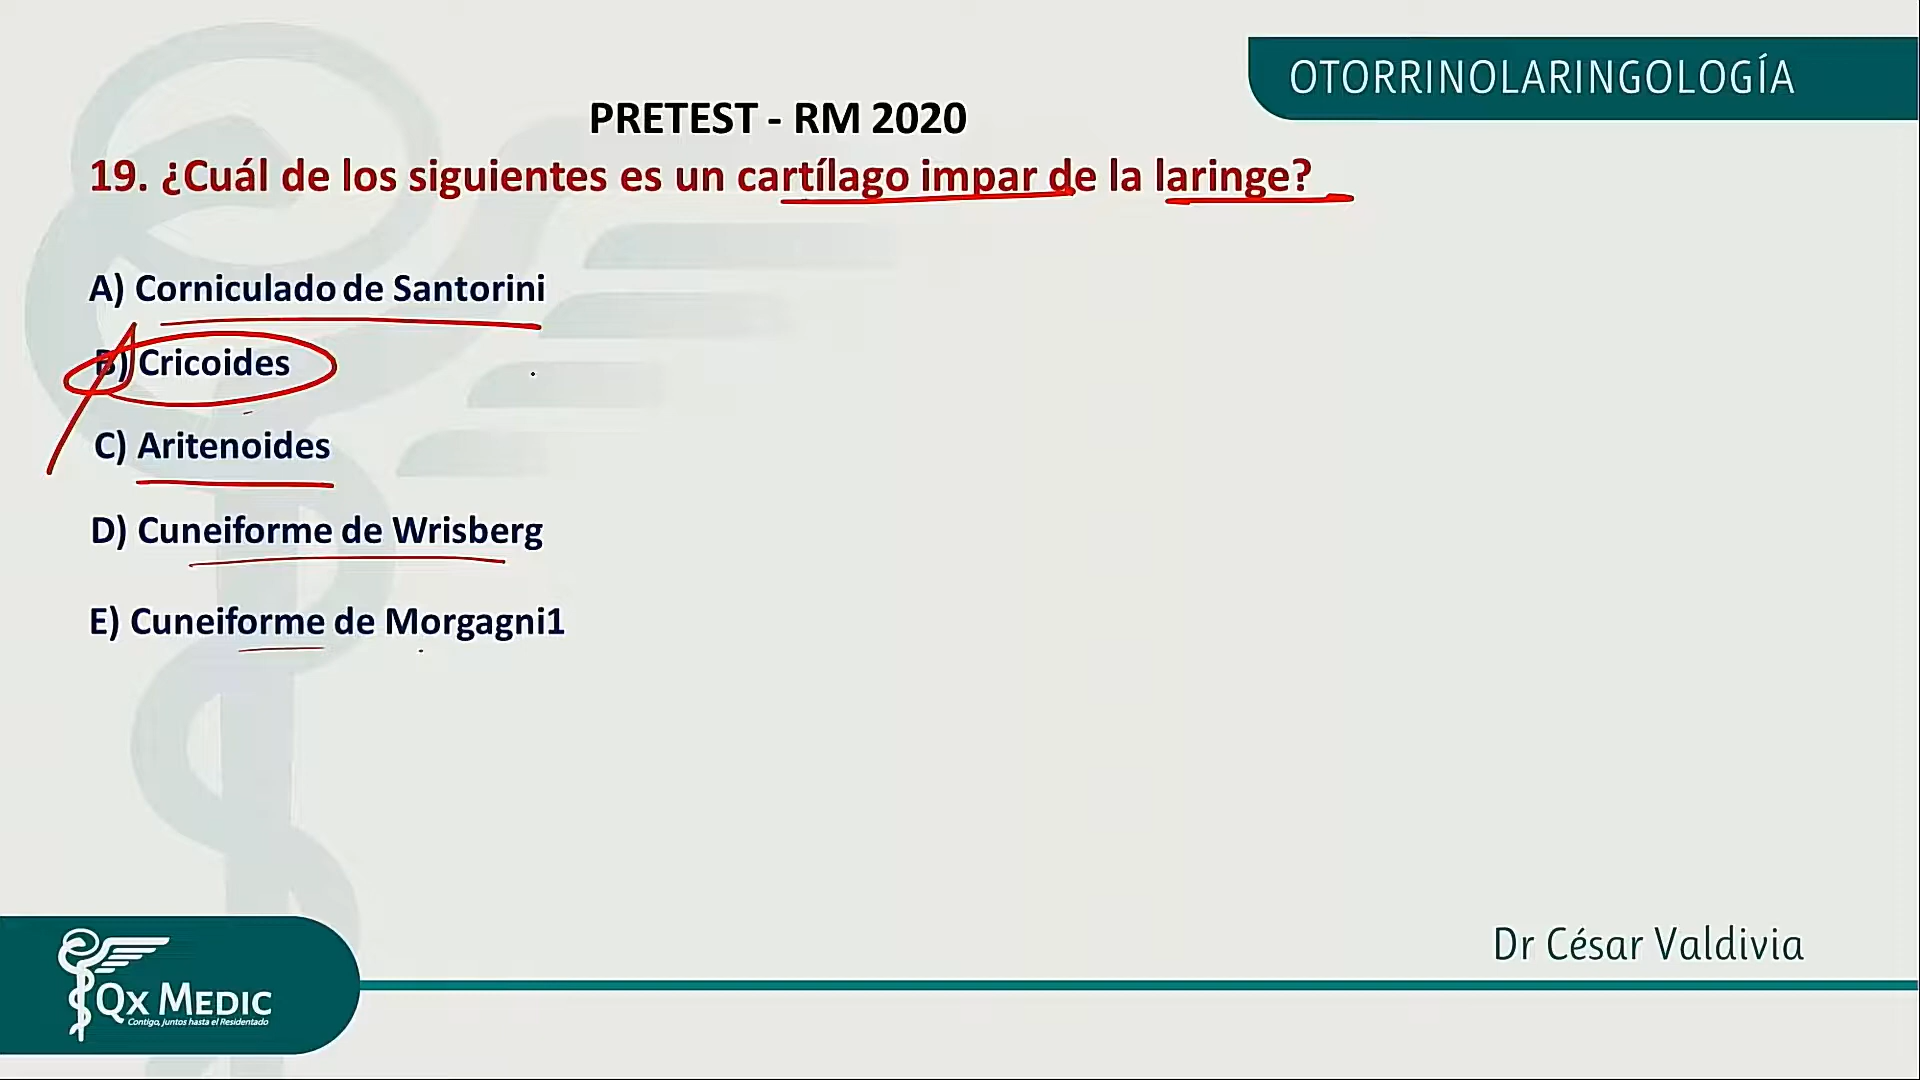 OTORRINOLARINGOLOGÍA
PRETEST - RM 2020
19. ¿Cuál de los siguientes es un cartílago impar de la laringe?
A) Corniculado de Santorini
B) Cricoides
C) Aritenoides
D) Cuneiforme de Wrisberg
E) Cuneiforme de Morgagni1
Dr César Valdivia
QX MEDIC
Contigo, juntos hasta el Residentado